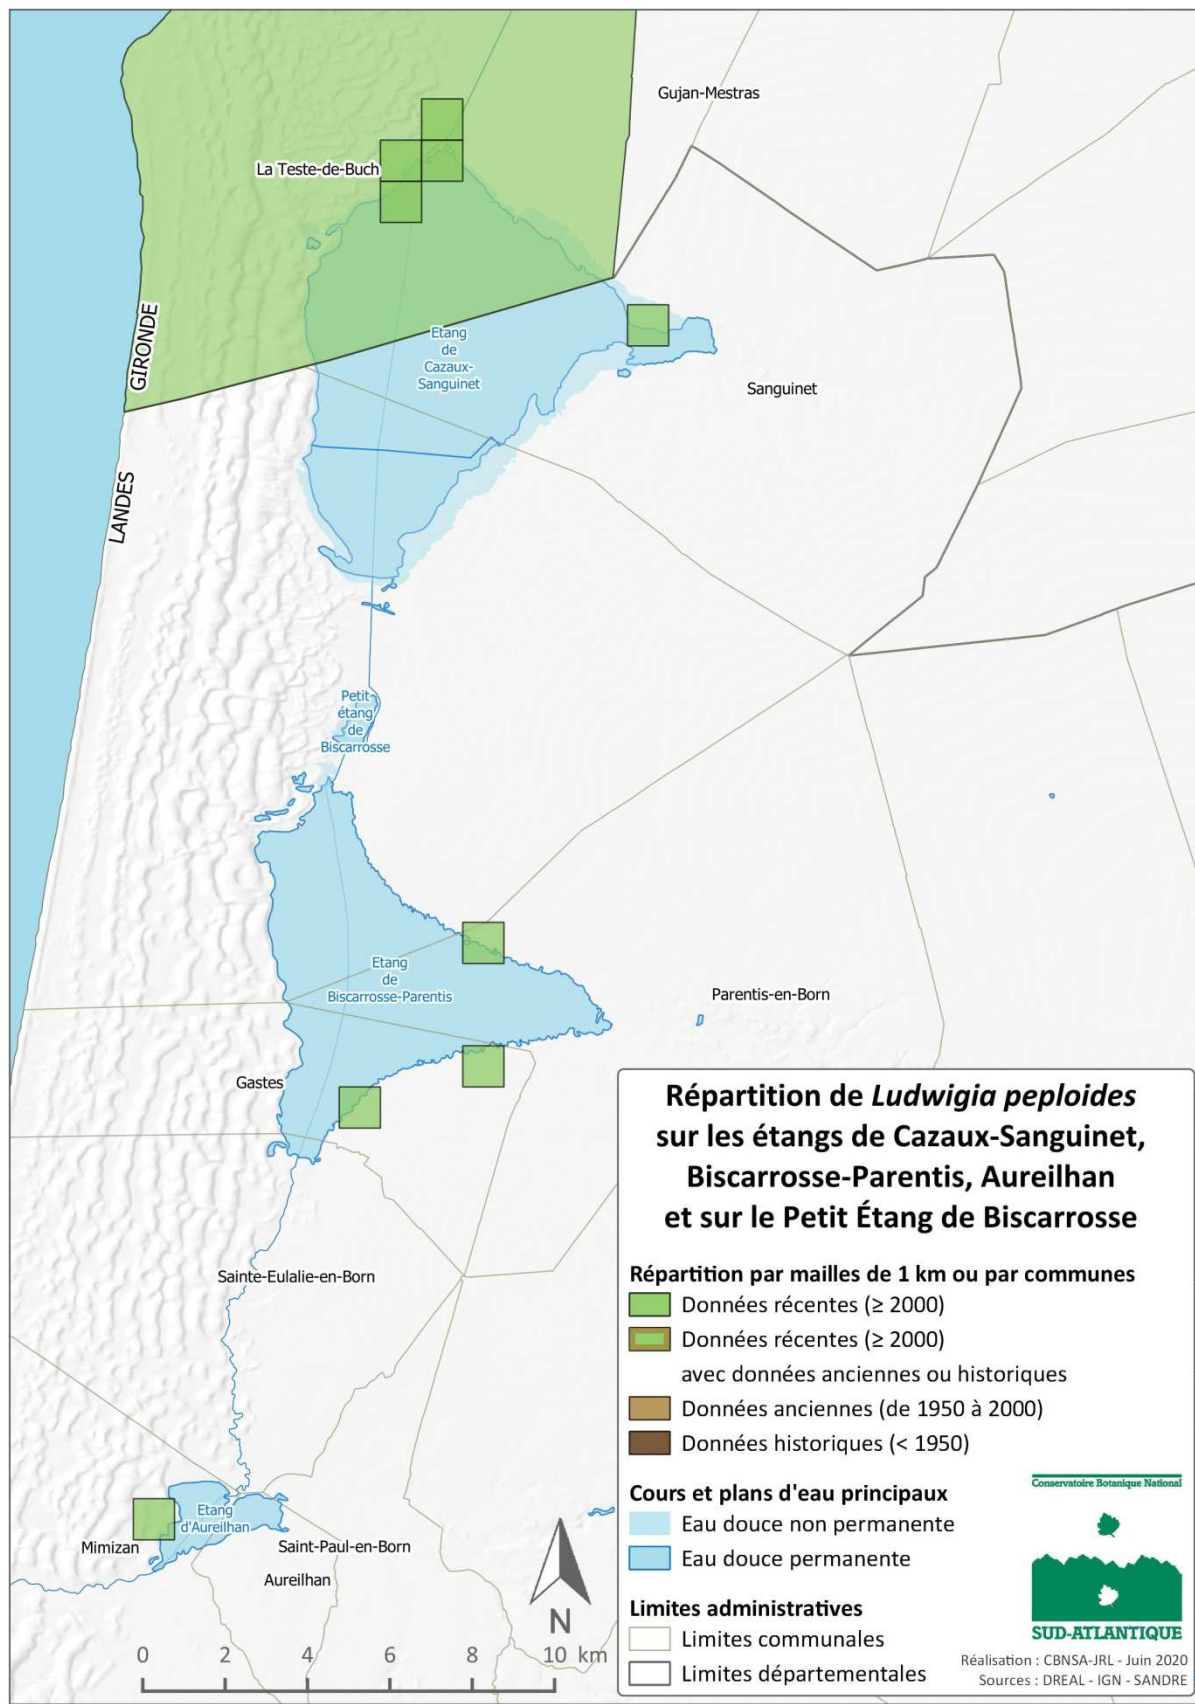 Gujan-Mestras
La Teste-de-Buch
GIRONDE
LANDES
Etang
de
Cazaux-
Sanguinet
Sanguinet
Petit
étang
de
Biscarrosse
Etang
de
Biscarrosse-Parentis
Parentis-en-Born
Gastes
Sainte-Eulalie-en-Born
Etang
d'Aureilhan
Mimizan
Saint-Paul-en-Born
Aureilhan
N
0 2 4 6 8 10 km
Répartition de Ludwigia peploides
sur les étangs de Cazaux-Sanguinet,
Biscarrosse-Parentis, Aureilhan
et sur le Petit Étang de Biscarrosse
Répartition par mailles de 1 km ou par communes
Données récentes (≥ 2000)
Données récentes (≥ 2000)
avec données anciennes ou historiques
Données anciennes (de 1950 à 2000)
Données historiques (< 1950)
Cours et plans d'eau principaux
Eau douce non permanente
Eau douce permanente
Limites administratives
Limites communales
Limites départementales
Conservatoire Botanique National
SUD-ATLANTIQUE
Réalisation : CBNSA-JRL - Juin 2020
Sources : DREAL - IGN - SANDRE